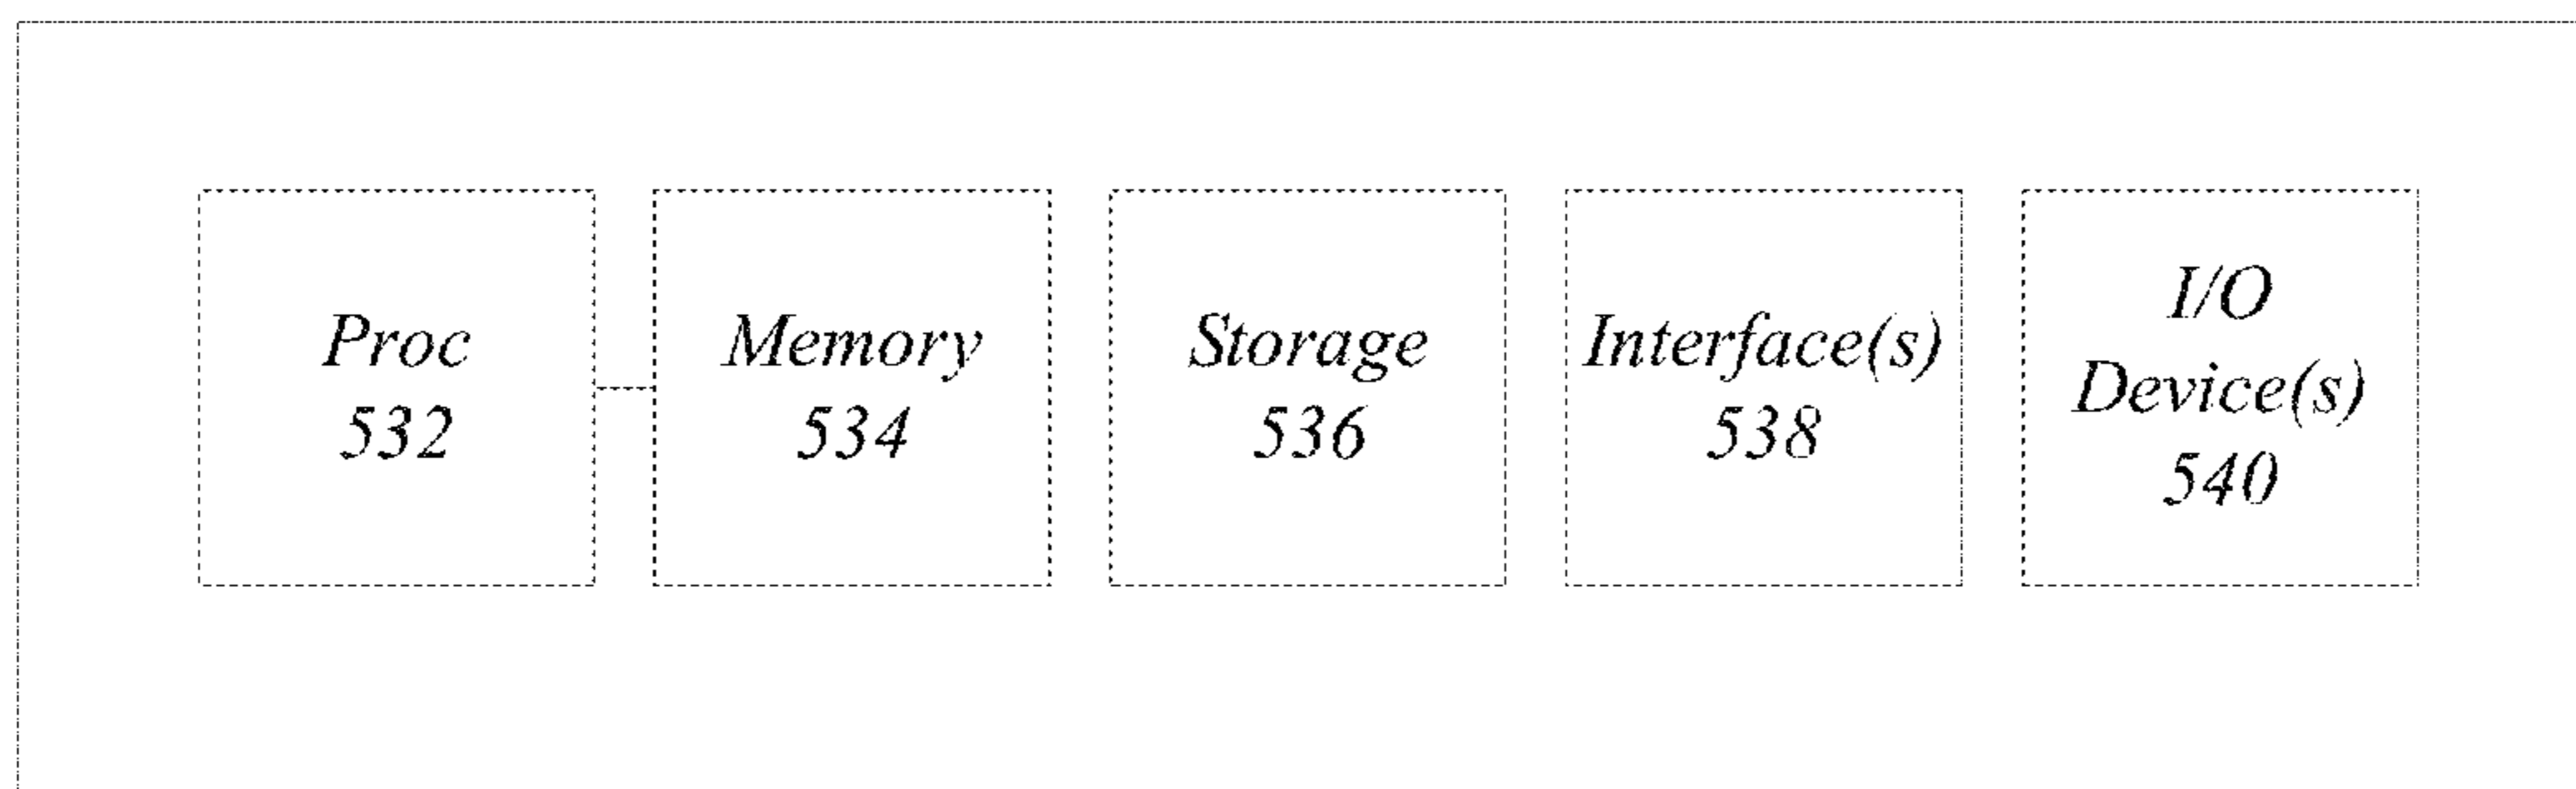 Proc
532
Memory
534
Storage
536
Interface(s)
538
I/O
Device(s)
540